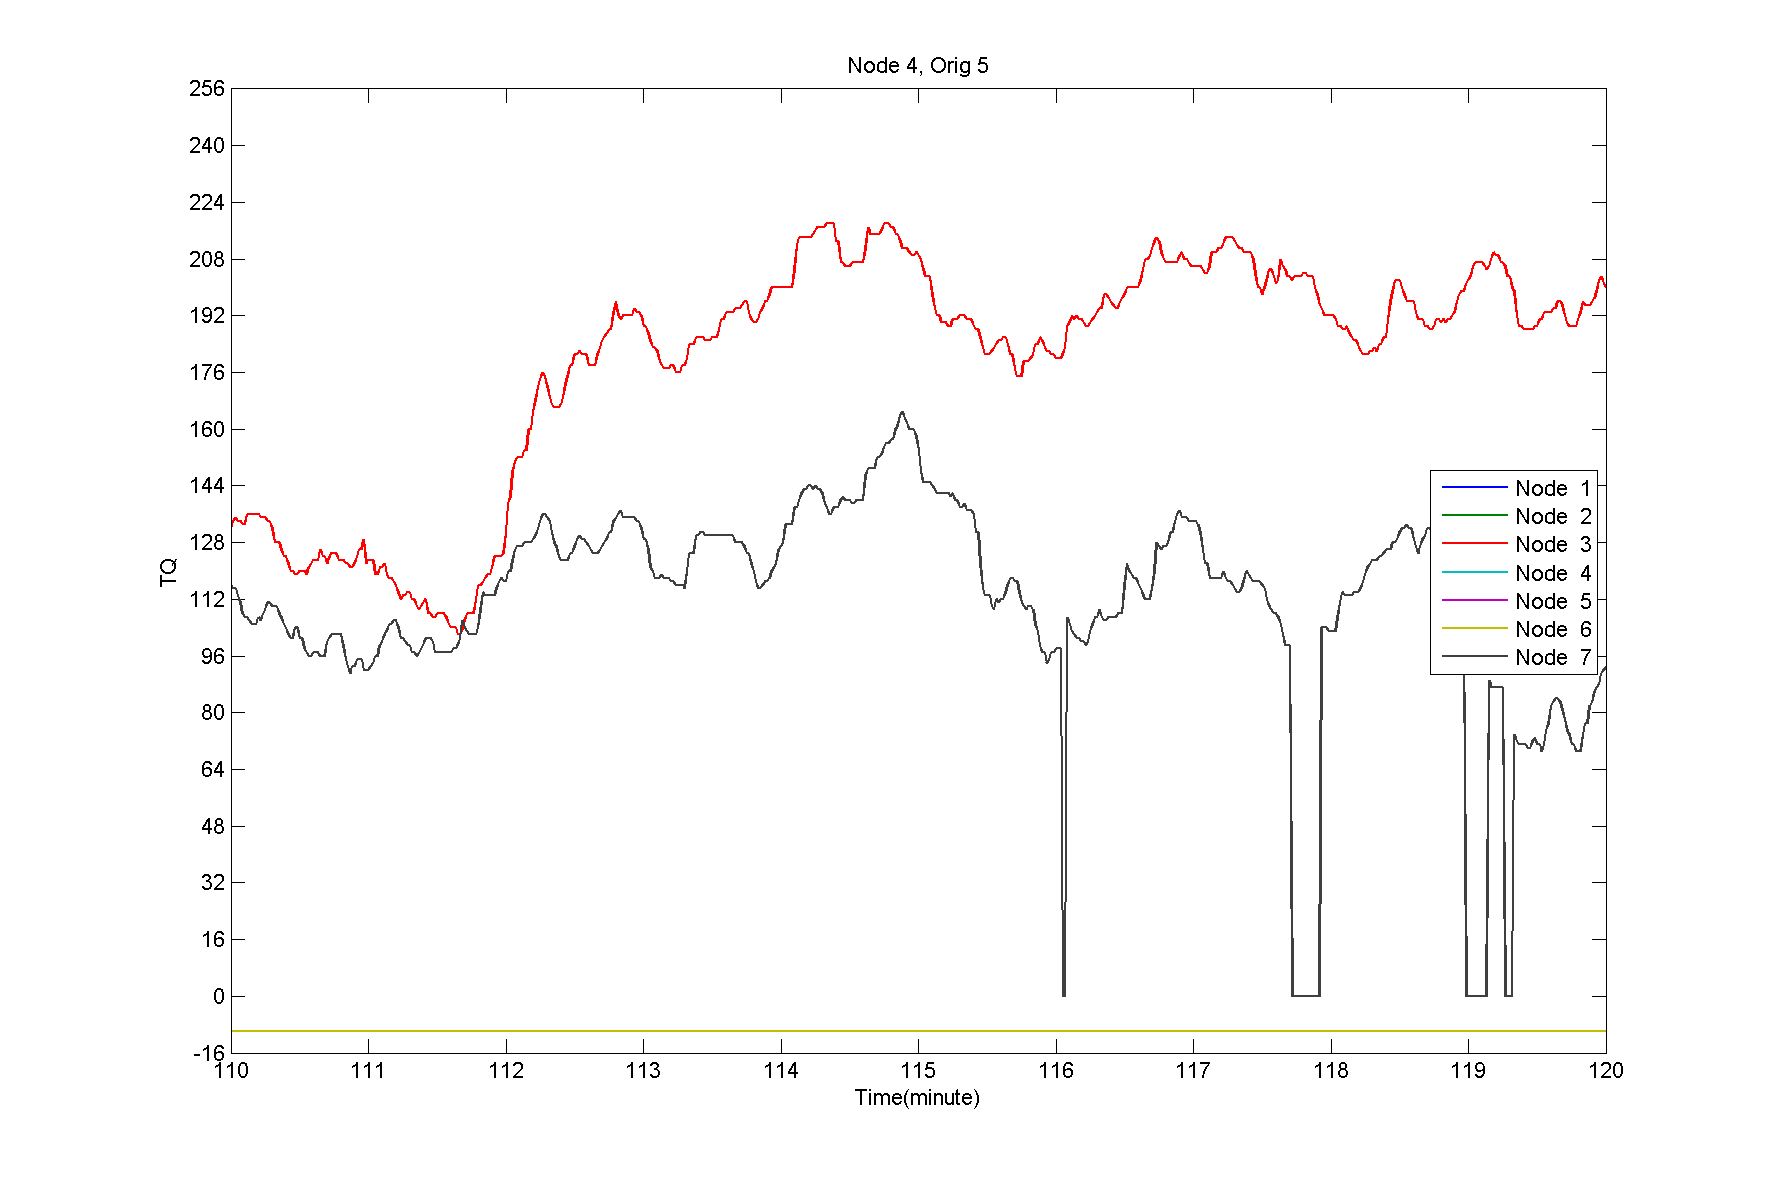 Node 4, Orig 5
256
240
224
208
192
176
160
144
128
112
96
80
64
48
32
16
0
-16
TQ
Node 1
Node 2
Node 3
Node 4
Node 5
Node 6
Node 7
110 111 112 113 114 115 116 117 118 119 120
Time(minute)